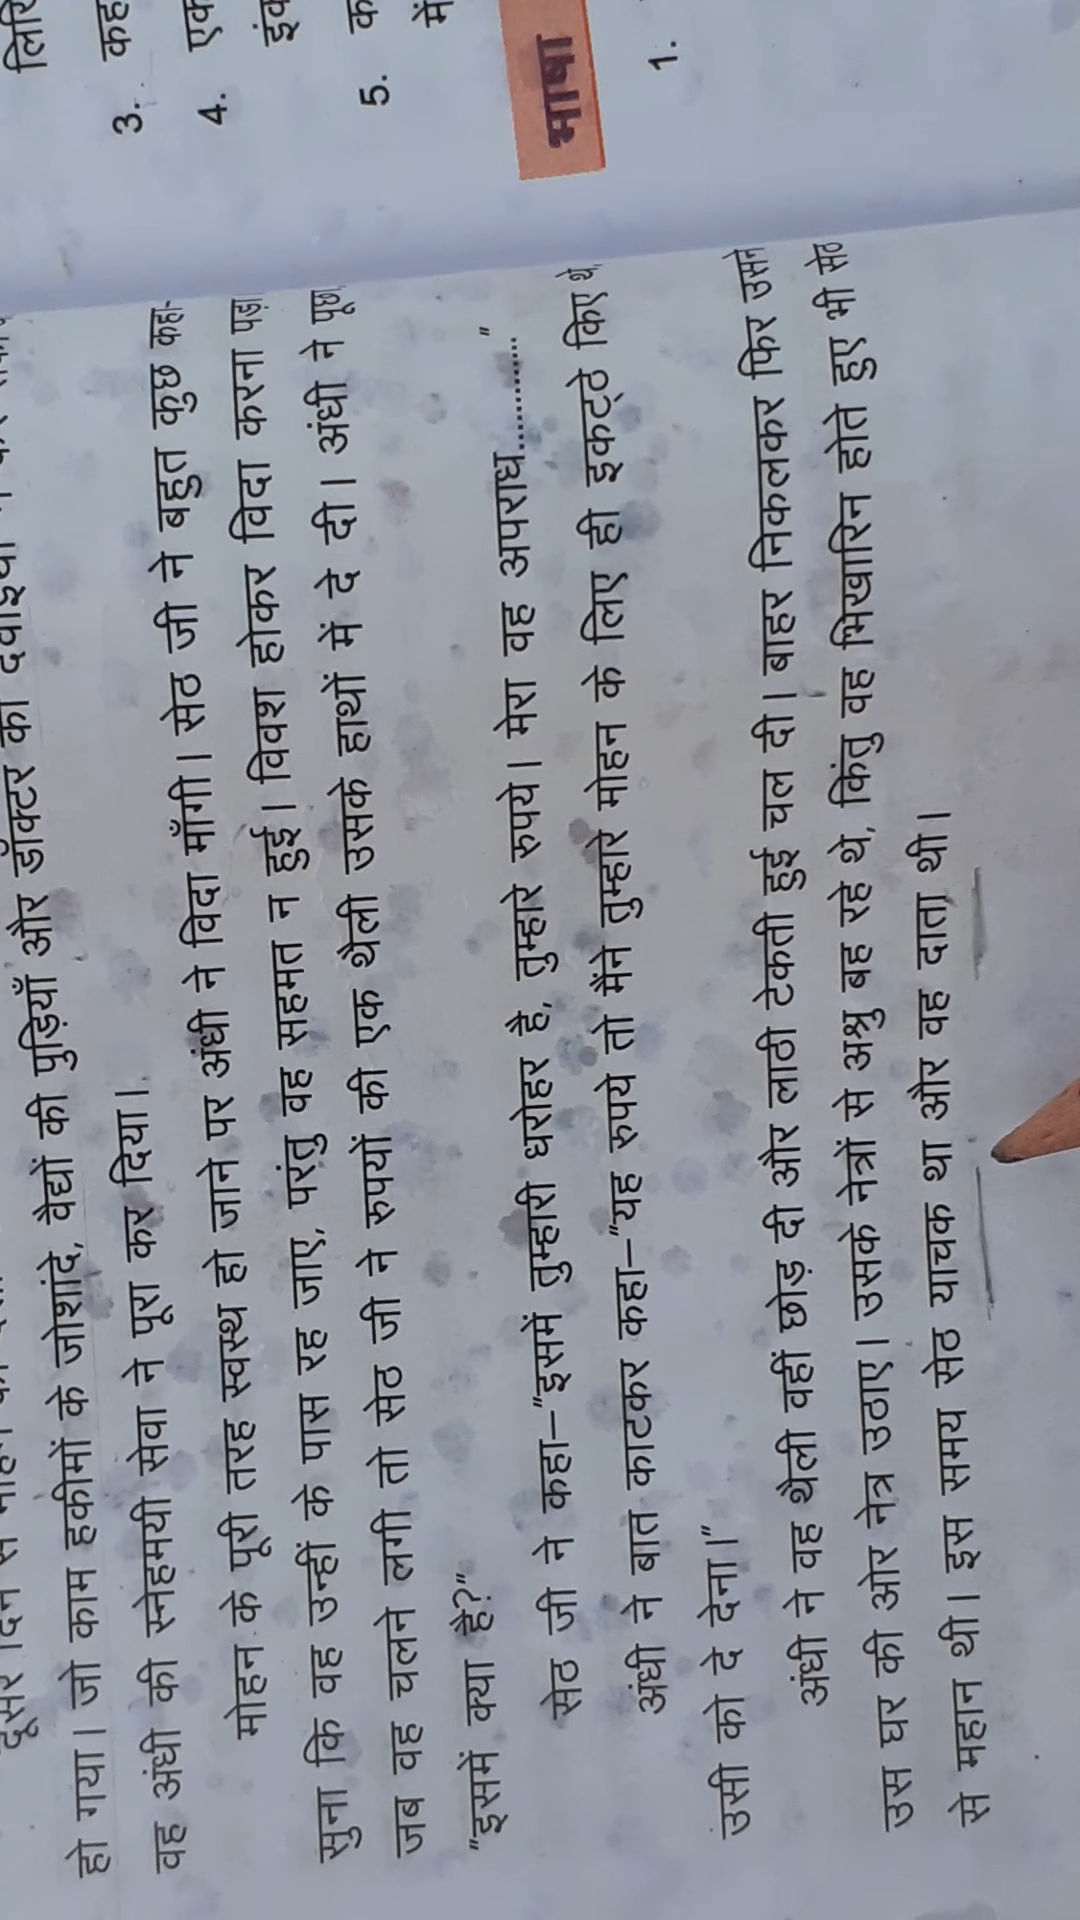 हो गया। जो काम हकीमों के जोशांदे, वैद्यों की पुड़ियाँ और डॉक्टर की
वह अंधी की स्नेहमयी सेवा ने पूरा कर दिया।
मोहन के पूरी तरह स्वस्थ हो जाने पर अंधी ने विदा माँगी। सेठ जी ने बहुत कुछ कहा-
सुना कि वह उन्हीं के पास रह जाए, परंतु वह सहमत न हुई। विवश होकर विदा करना पड़ा
जब वह चलने लगी तो सेठ जी ने रुपयों की एक थैली उसके हाथों में दे दी। अंधी ने पूछा,
"इसमें क्या है?"
सेठ जी ने कहा–"इसमें तुम्हारी धरोहर है, तुम्हारे रुपये। मेरा वह अपराध..........."
अंधी ने बात काटकर कहा–"यह रुपये तो मैंने तुम्हारे मोहन के लिए ही इकट्ठे किए थे,
उसी को दे देना।"
अंधी ने वह थैली वहीं छोड़ दी और लाठी टेकती हुई चल दी। बाहर निकलकर फिर उसने
उस घर की ओर नेत्र उठाए। उसके नेत्रों से अश्रु बह रहे थे, किंतु वह भिखारिन होते हुए भी सेठ
से महान थी। इस समय सेठ याचक था और वह दाता थी।
3. कह
4. एक
5. क
में
भाषा
1.